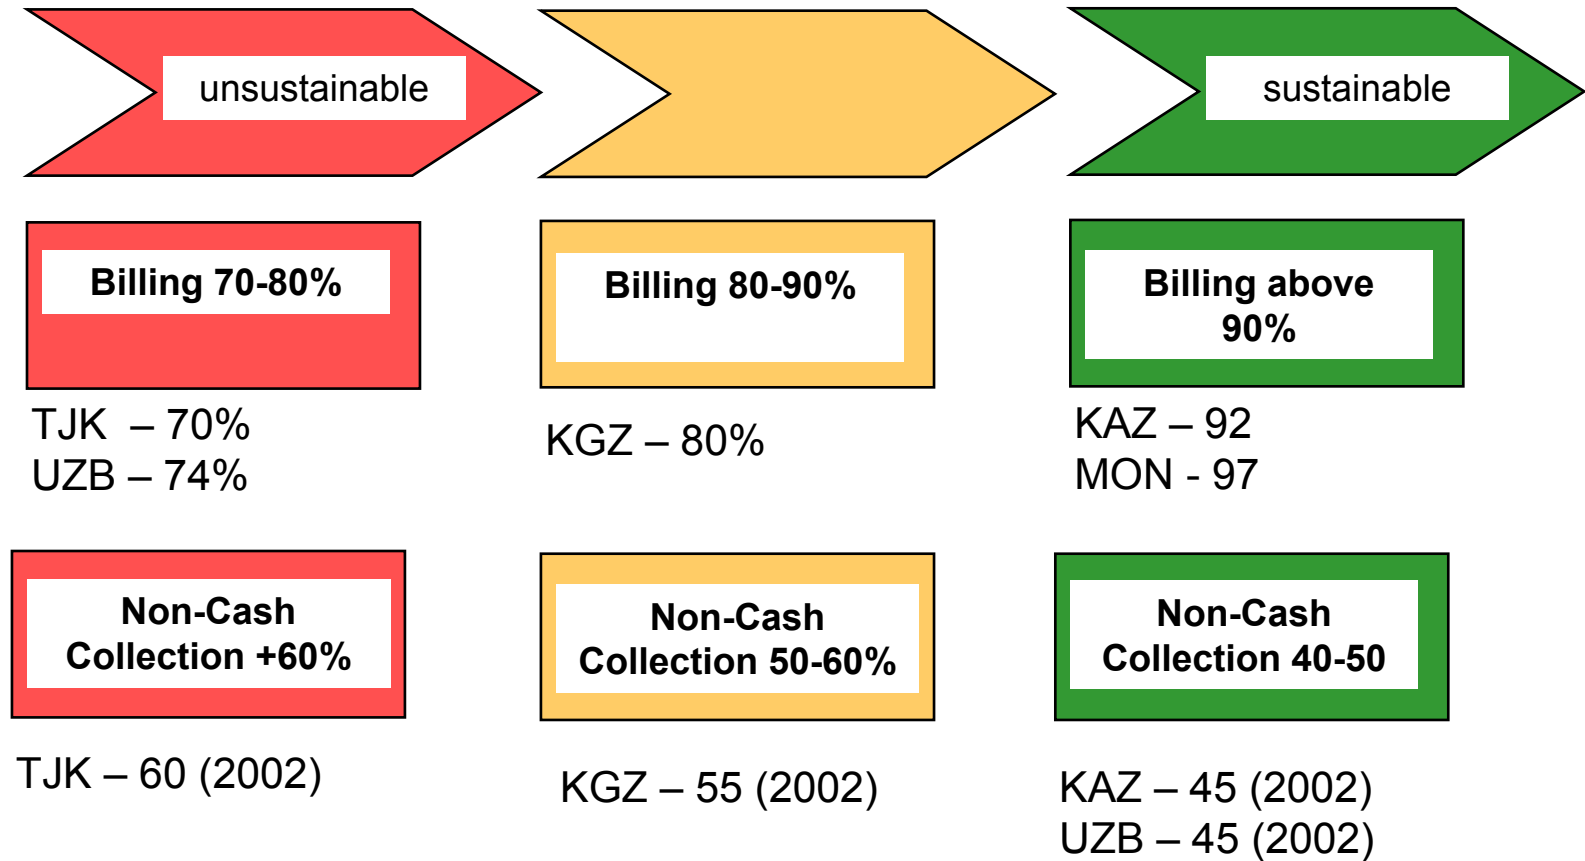 unsustainable
sustainable
Billing 70-80%
Billing 80-90%
Billing above
90%
TJK – 70%
UZB – 74%
KGZ – 80%
KAZ – 92
MON - 97
Non-Cash
Collection +60%
Non-Cash
Collection 50-60%
Non-Cash
Collection 40-50
TJK – 60 (2002)
KGZ – 55 (2002)
KAZ – 45 (2002)
UZB – 45 (2002)